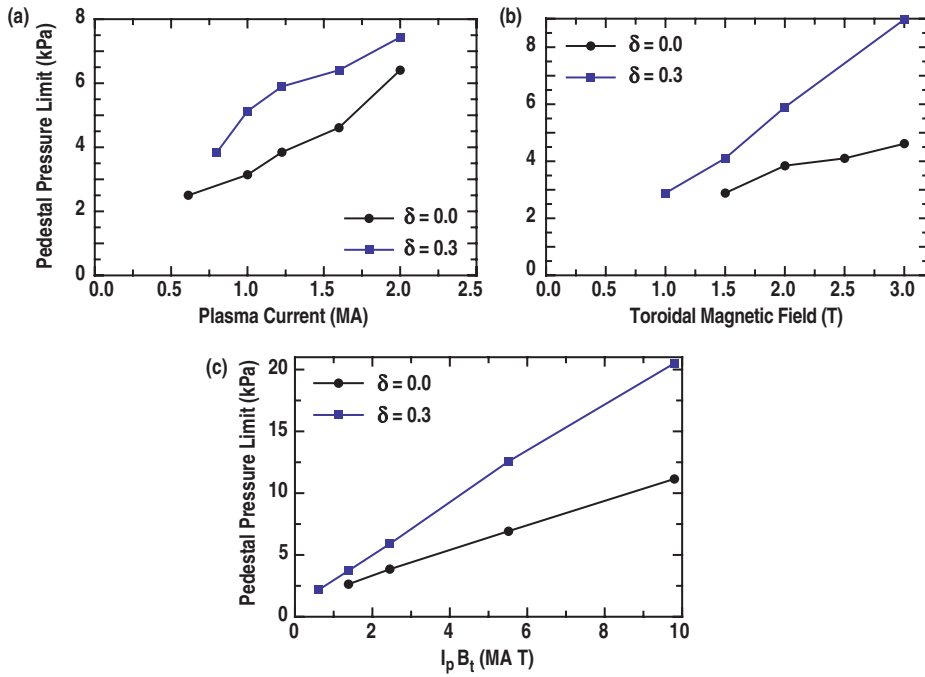 (a)
Pedestal Pressure Limit (kPa)
8
6
4
2
0
0.0 0.5 1.0 1.5 2.0 2.5
Plasma Current (MA)
δ = 0.0
δ = 0.3
(b)
8
6
4
2
0.0 0.5 1.0 1.5 2.0 2.5 3.0
Toroidal Magnetic Field (T)
δ = 0.0
δ = 0.3
(c)
Pedestal Pressure Limit (kPa)
20
15
10
5
0
0 2 4 6 8 10
IpBt (MA T)
δ = 0.0
δ = 0.3